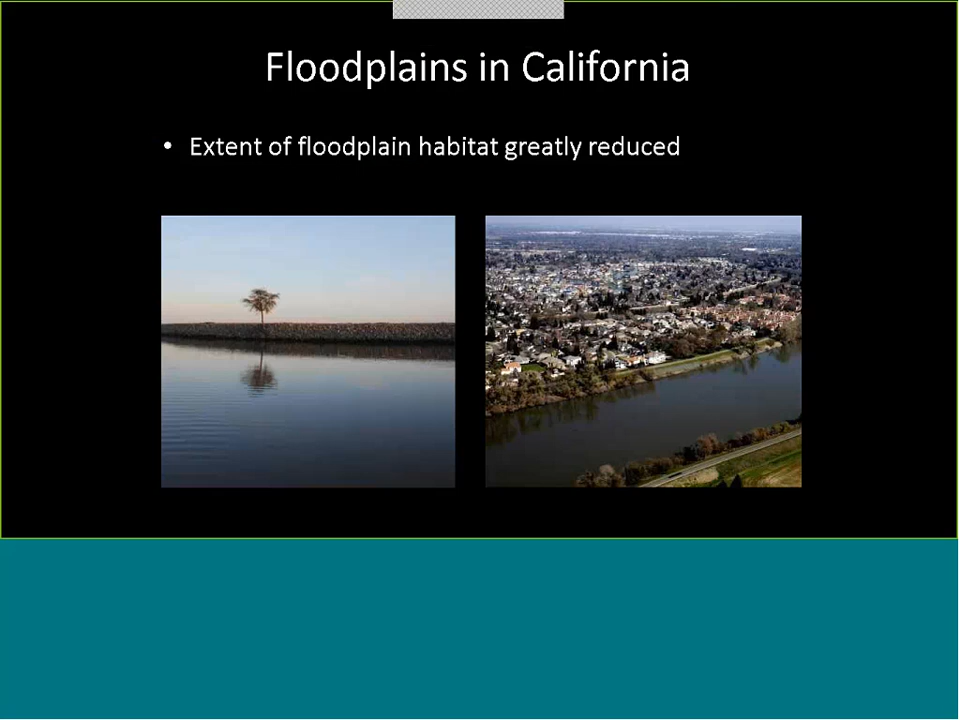 Floodplains in California
• Extent of floodplain habitat greatly reduced